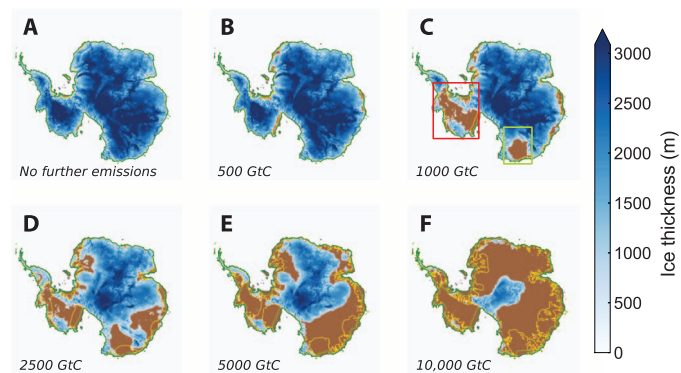 A
B
C
No further emissions
500 GtC
1000 GtC
D
E
F
2500 GtC
5000 GtC
10,000 GtC
3000
2500
2000
1500
1000
500
0
Ice thickness (m)